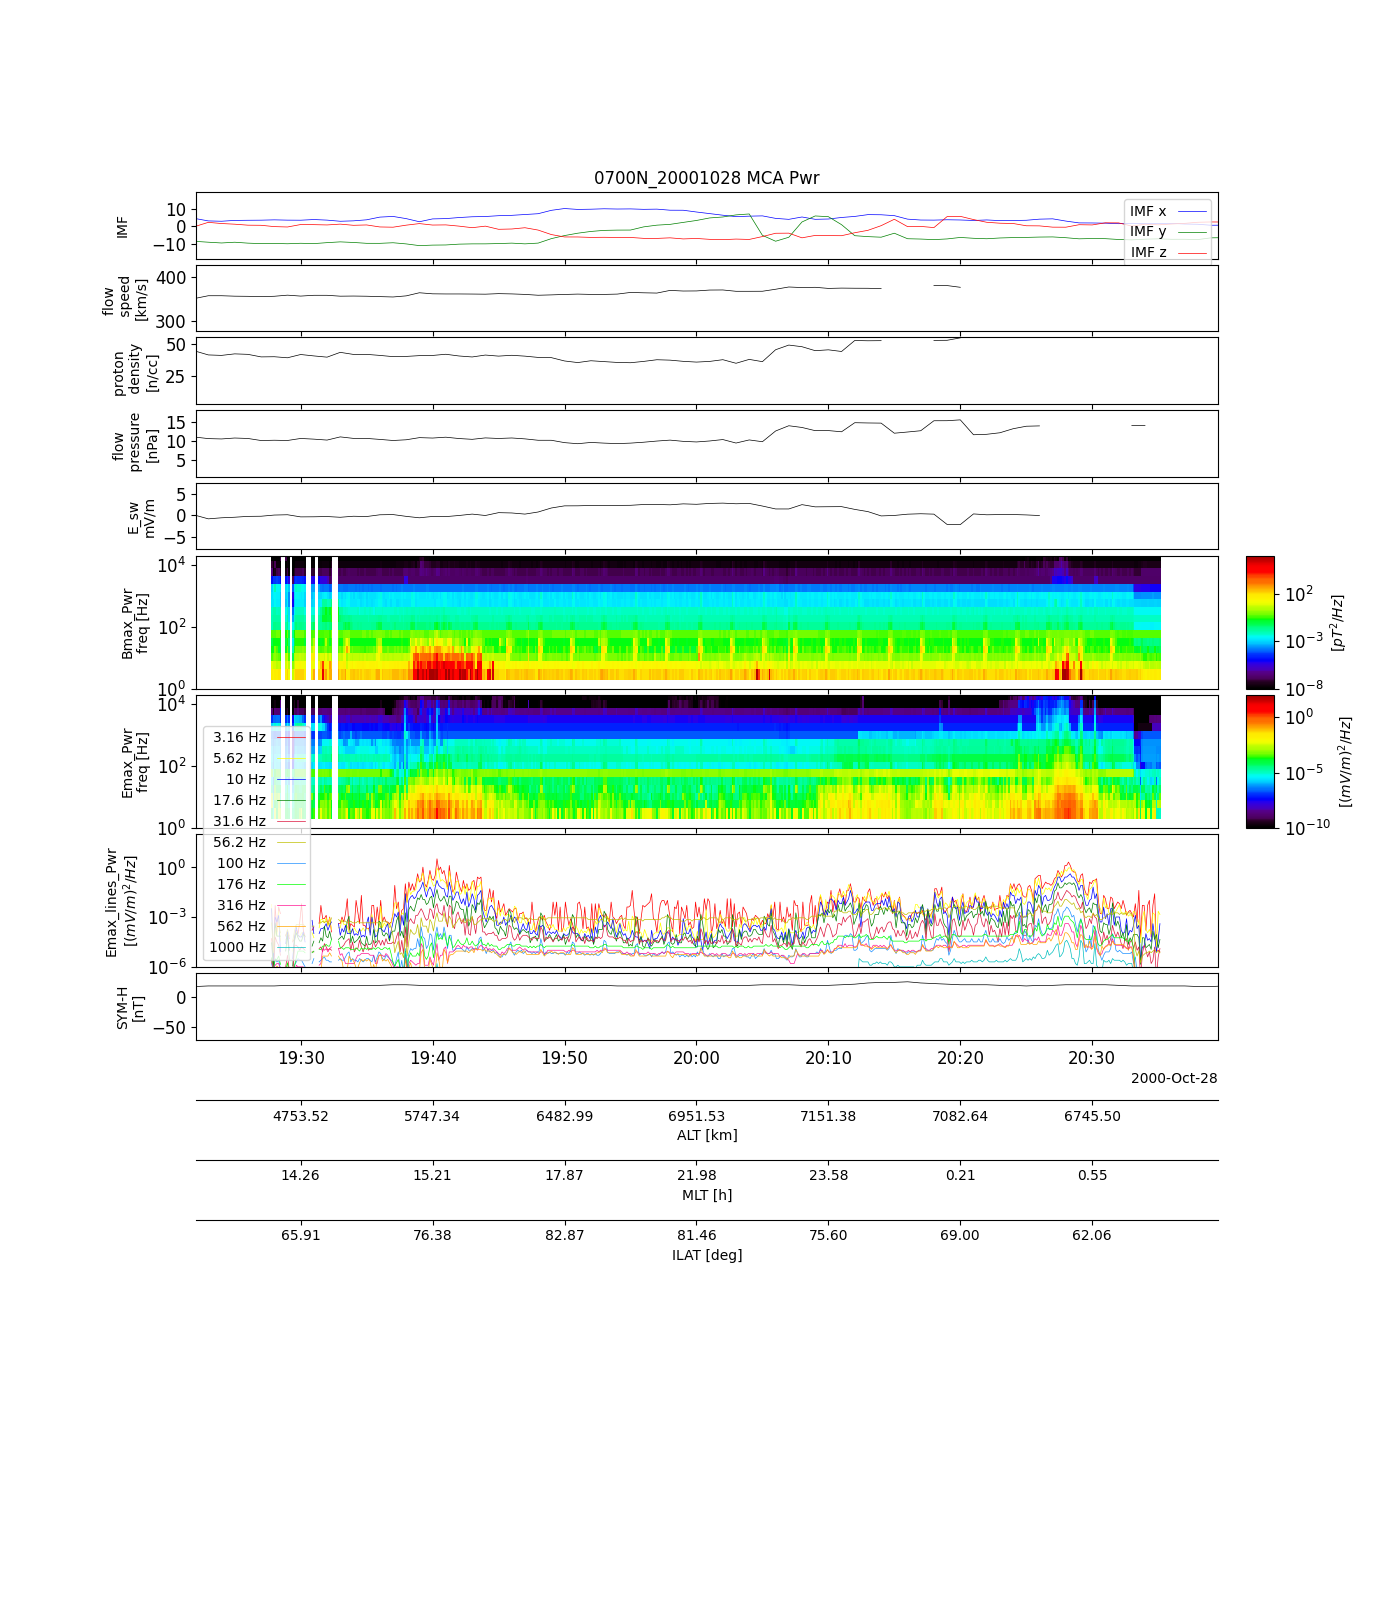 0700N_20001028 MCA Pwr
IMF
10
0
−10
IMF x
IMF y
IMF z
flow
speed
[km/s]
400
300
proton
density
[n/cc]
50
25
flow
pressure
[nPa]
15
10
5
E_sw
mV/m
5
0
−5
Bmax_Pwr
freq [Hz]
10^4
10^2
10^0
10^2
10^−3
10^−8
[pT^2/Hz]
Emax_Pwr
freq [Hz]
10^4
10^2
10^0
10^0
10^−5
10^−10
[(mV/m)^2/Hz]
3.16 Hz
5.62 Hz
10 Hz
17.6 Hz
31.6 Hz
56.2 Hz
100 Hz
176 Hz
316 Hz
562 Hz
1000 Hz
Emax_lines_Pwr
[(mV/m)^2/Hz]
10^0
10^−3
10^−6
SYM-H
[nT]
0
−50
19:30 19:40 19:50 20:00 20:10 20:20 20:30
2000-Oct-28
4753.52 5747.34 6482.99 6951.53 7151.38 7082.64 6745.50
ALT [km]
14.26 15.21 17.87 21.98 23.58 0.21 0.55
MLT [h]
65.91 76.38 82.87 81.46 75.60 69.00 62.06
ILAT [deg]